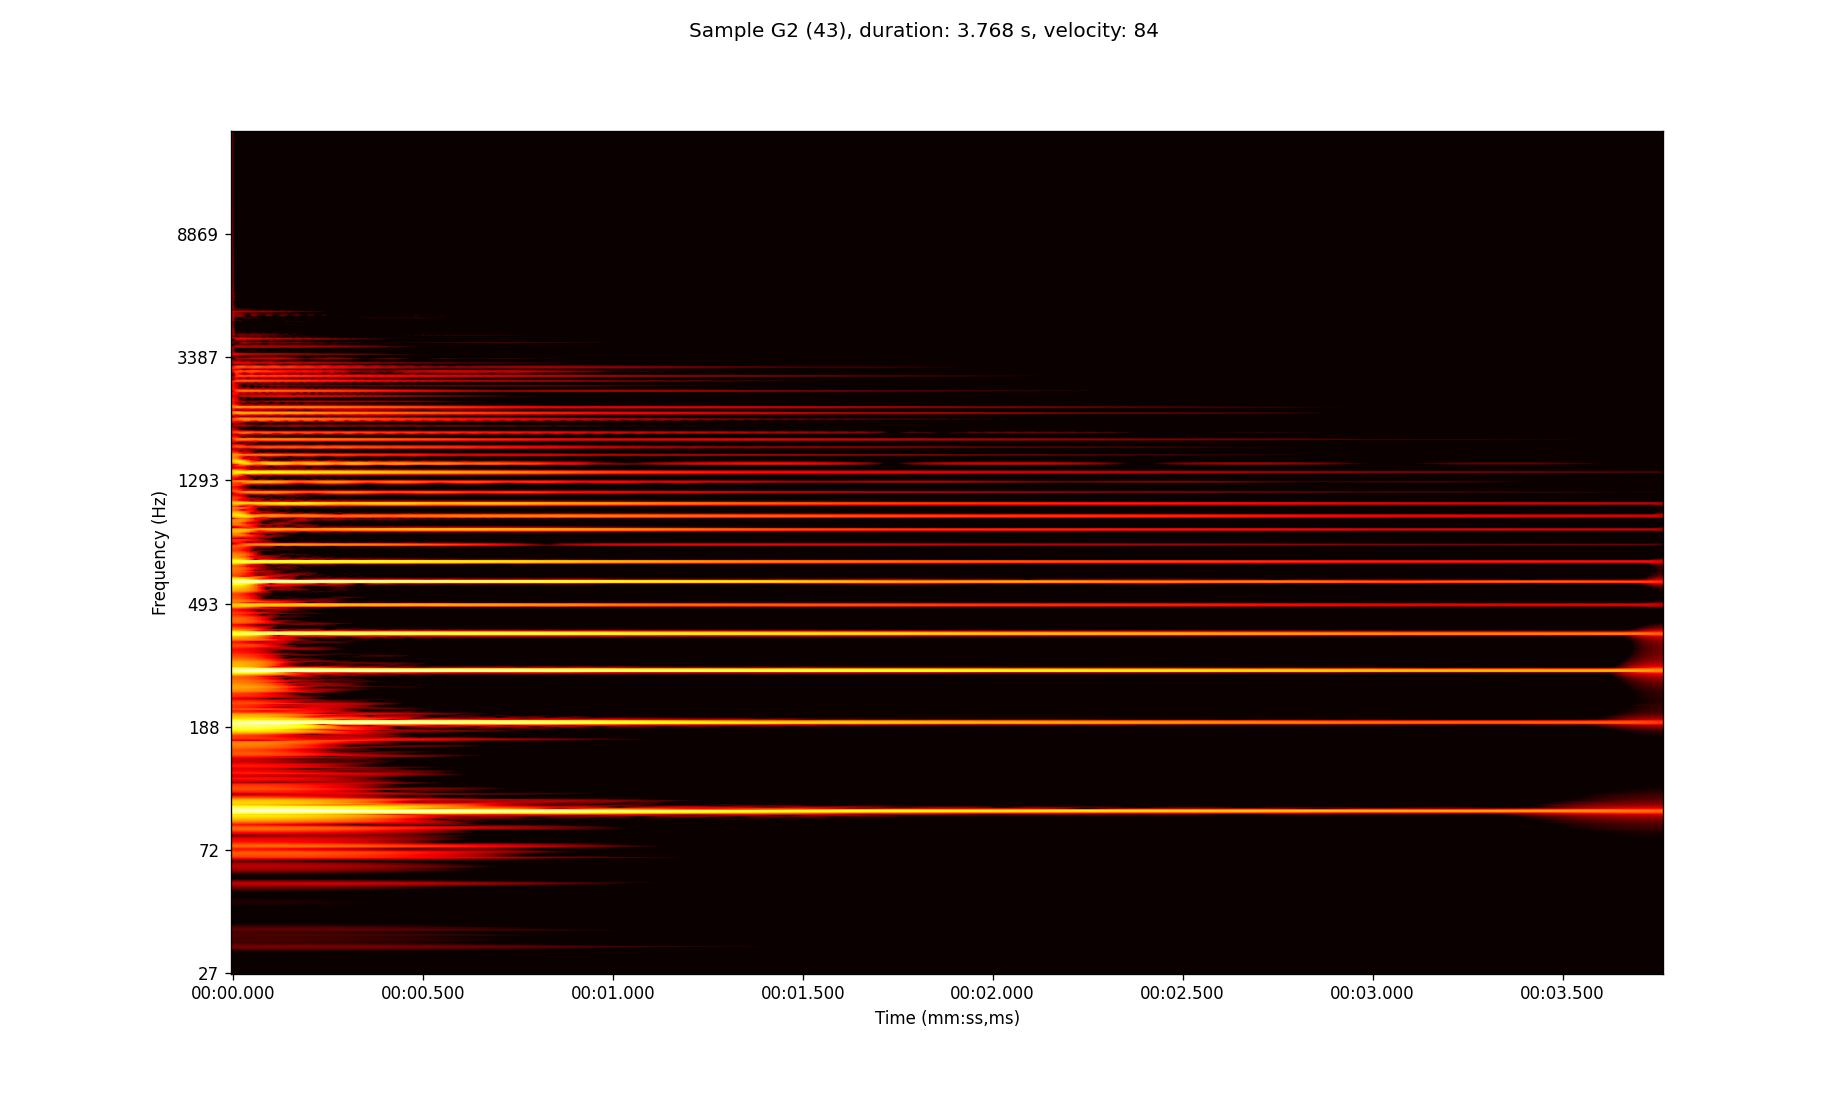 Sample G2 (43), duration: 3.768 s, velocity: 84
8869
3387
1293
493
188
72
27
Frequency (Hz)
00:00.000 00:00.500 00:01.000 00:01.500 00:02.000 00:02.500 00:03.000 00:03.500
Time (mm:ss,ms)